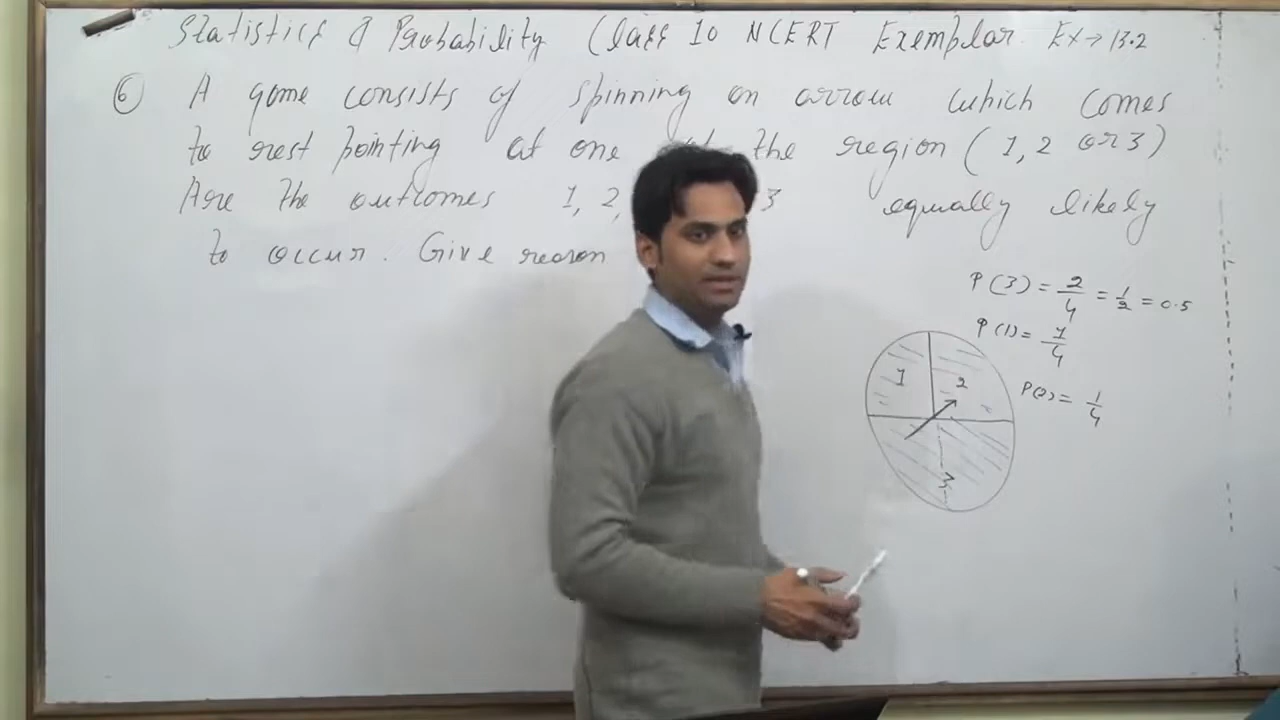 Statistics & Probability Class 10 NCERT Exemplar Ex→13.2
⑥ A game consists of spinning an arrow which comes
to rest pointing at one the region (1, 2 or 3)
Are the outcomes 1, 2, 3 equally likely
to occur. Give reason
P(3) = 2/4 = 1/2 = 0.5
P(1) = 1/4
P(2) = 1/4
1 2
3